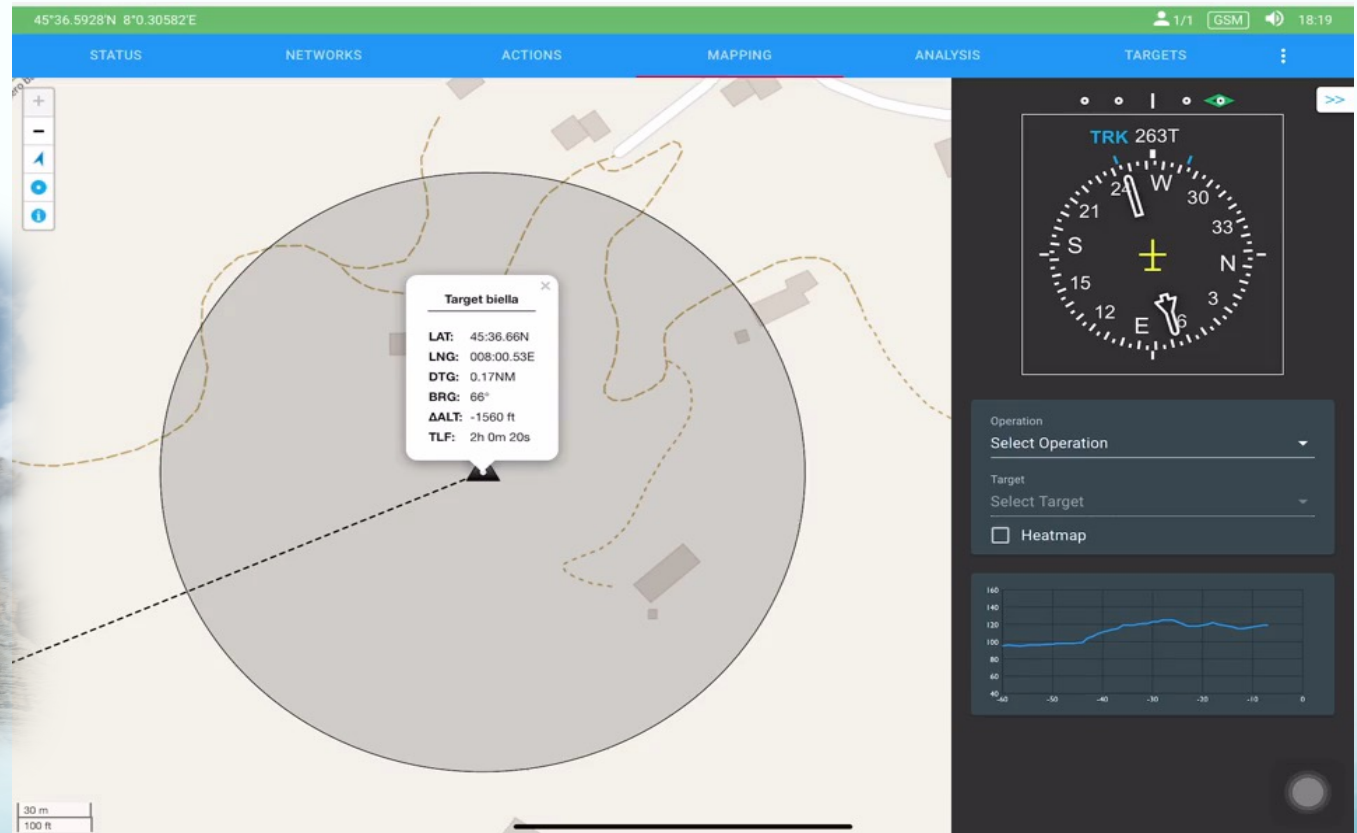 45°36.5928'N 8°0.30582'E
1/1 GSM 18:19
STATUS NETWORKS ACTIONS MAPPING ANALYSIS TARGETS
>>
TRK 263T
24 W 30
21 33
S N
15 3
12 E 6
+
−
Target biella
×
LAT: 45:36.66N
LNG: 008:00.53E
DTG: 0.17NM
BRG: 66°
ΔALT: -1560 ft
TLF: 2h 0m 20s
Operation
Select Operation
Target
Select Target
Heatmap
160
140
120
100
80
60
40
-60 -50 -40 -30 -20 -10 0
30 m
100 ft